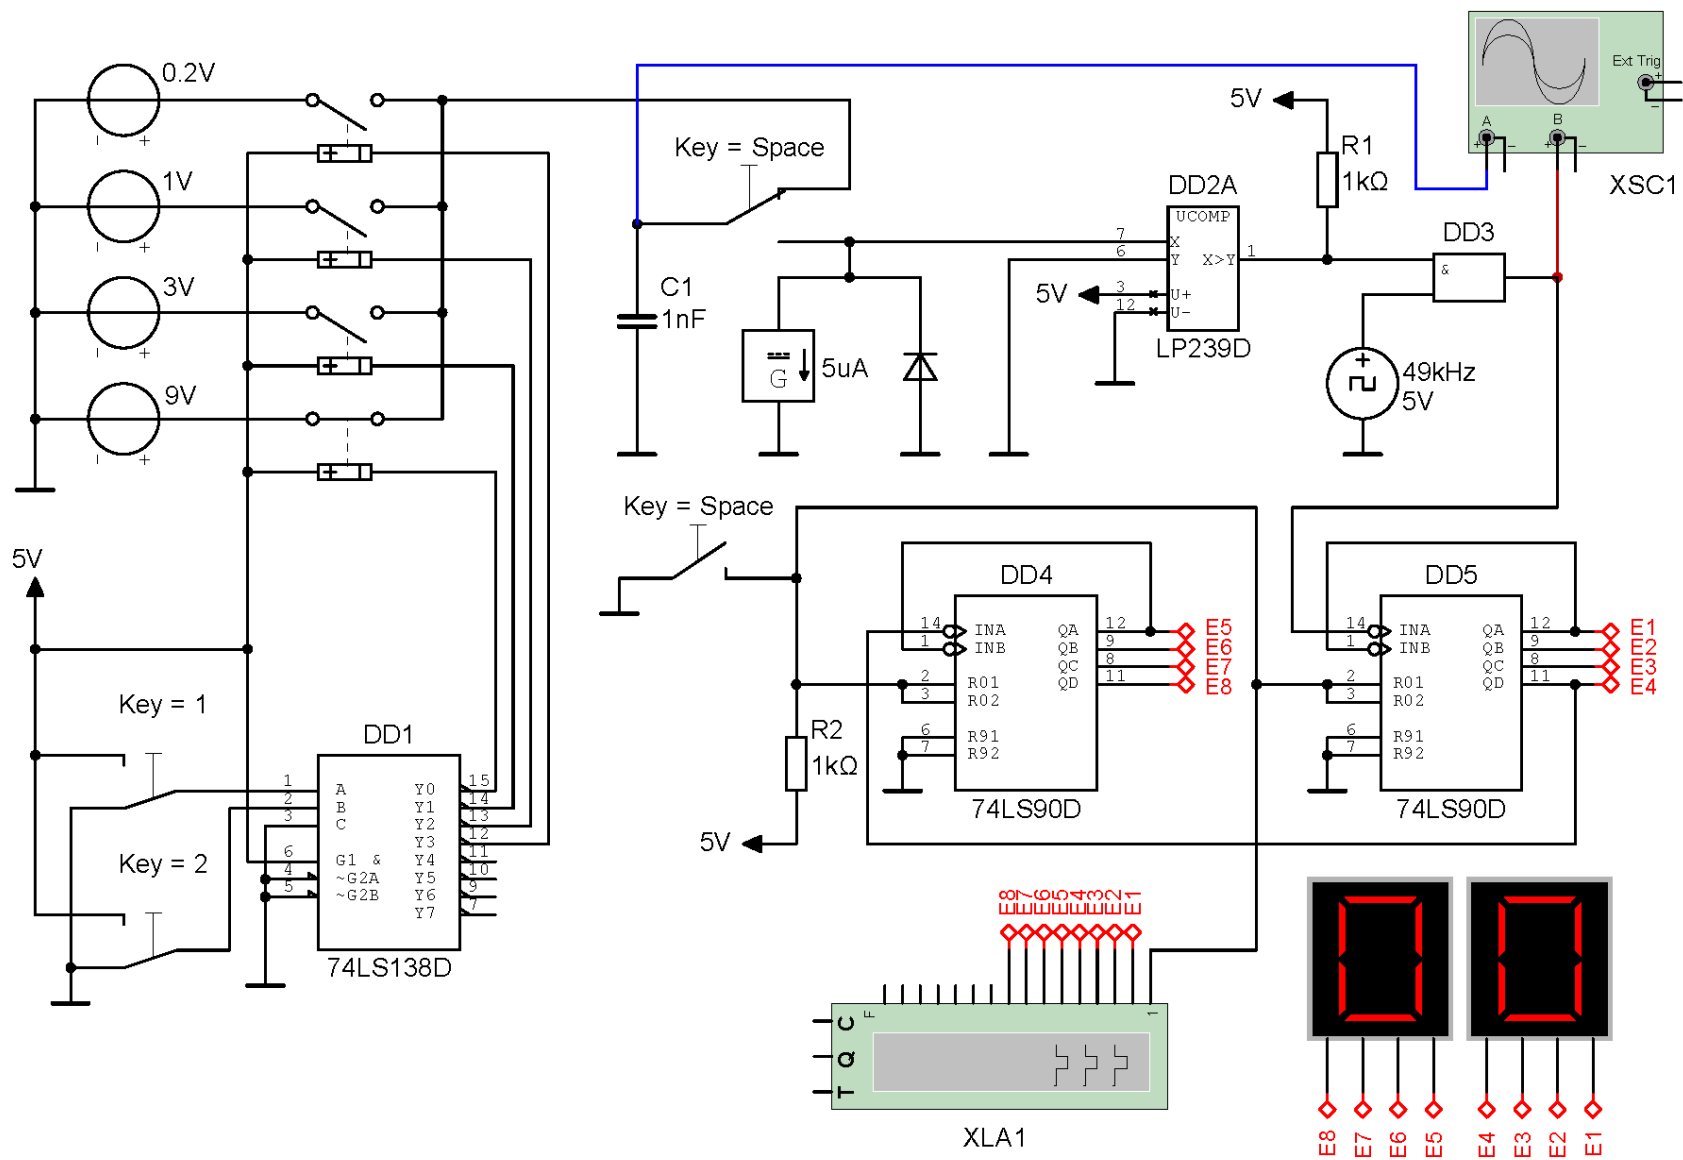 0.2V
1V
3V
9V
Key = Space
C1
1nF
G
5uA
5V
R1
1kΩ
DD2A
UCOMP
7 X
6 Y X>Y 1
5V 3 U+
12 U-
LP239D
DD3
&
49kHz
5V
Ext Trig
A B
XSC1
5V
Key = 1
Key = 2
DD1
1 A Y0 15
2 B Y1 14
3 C Y2 13
Y3 12
6 G1 & Y4 11
4 ~G2A Y5 10
5 ~G2B Y6 9
Y7 7
74LS138D
Key = Space
R2
1kΩ
5V
DD4
14 INA QA 12 E5
1 INB QB 9 E6
QC 8 E7
2 R01 QD 11 E8
3 R02
6 R91
7 R92
74LS90D
DD5
14 INA QA 12 E1
1 INB QB 9 E2
QC 8 E3
2 R01 QD 11 E4
3 R02
6 R91
7 R92
74LS90D
E8 E7 E6 E5 E4 E3 E2 E1
C F 1
Q
T
XLA1
0 0
E8 E7 E6 E5 E4 E3 E2 E1